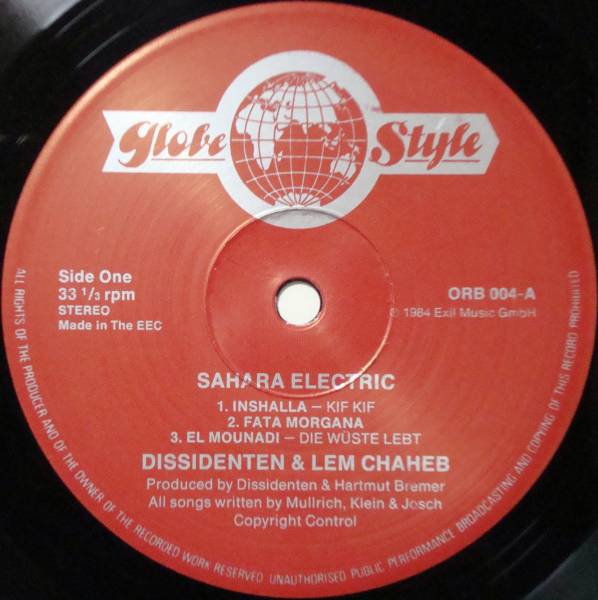 Globe Style
Side One
33 1/3 rpm
STEREO
Made in The EEC
ORB 004-A
℗ 1984 Exil Music GmbH
SAHARA ELECTRIC
1. INSHALLA – KIF KIF
2. FATA MORGANA
3. EL MOUNADI – DIE WÜSTE LEBT
DISSIDENTEN & LEM CHAHEB
Produced by Dissidenten & Hartmut Bremer
All songs written by Mullrich, Klein & Josch
Copyright Control
ALL RIGHTS OF THE PRODUCER AND OF THE OWNER OF THE RECORDED WORK RESERVED UNAUTHORISED PUBLIC PERFORMANCE BROADCASTING AND COPYING OF THIS RECORD PROHIBITED